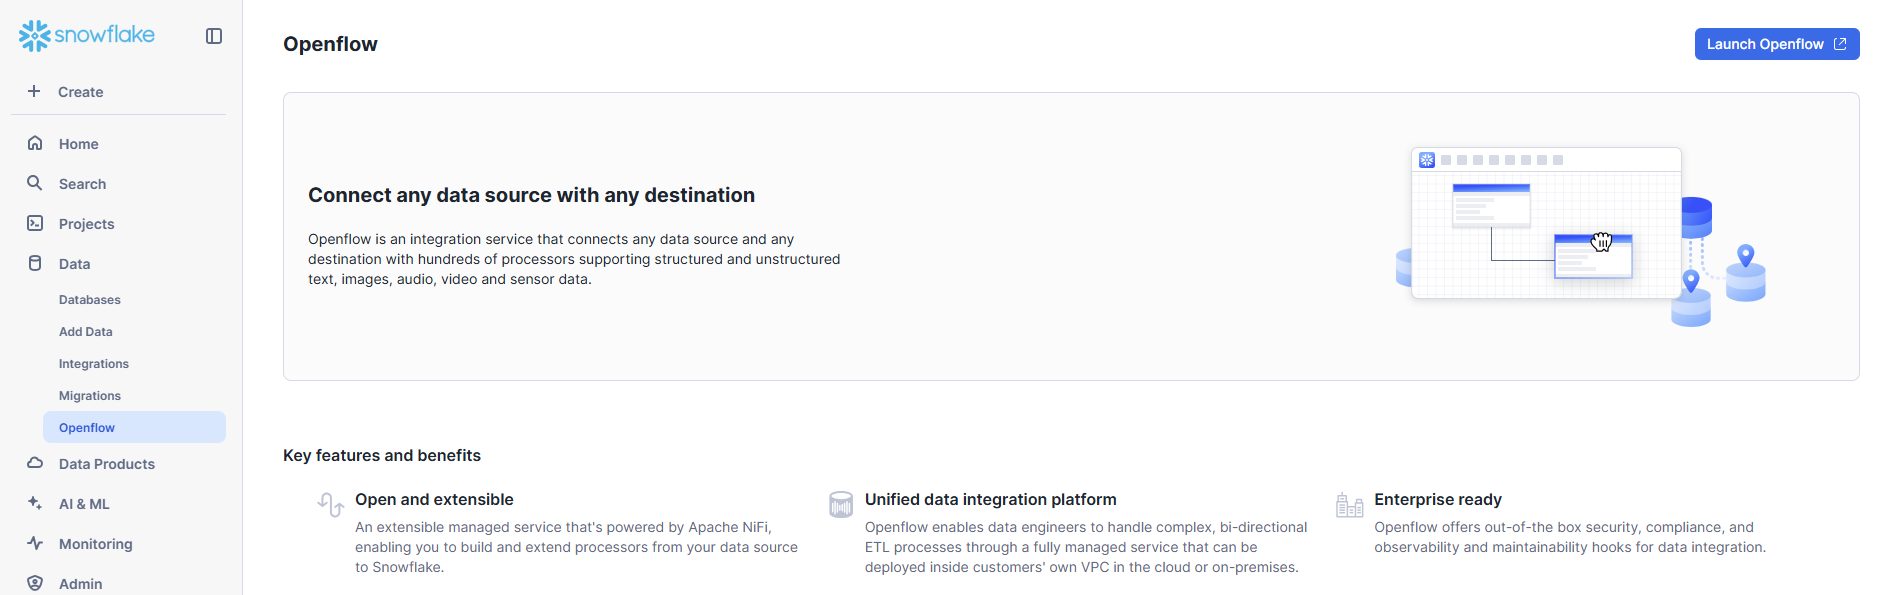 snowflake
Create
Home
Search
Projects
Data
Databases
Add Data
Integrations
Migrations
Openflow
Data Products
AI & ML
Monitoring
Admin
Openflow
Launch Openflow
Connect any data source with any destination
Openflow is an integration service that connects any data source and any
destination with hundreds of processors supporting structured and unstructured
text, images, audio, video and sensor data.
Key features and benefits
Open and extensible
An extensible managed service that's powered by Apache NiFi,
enabling you to build and extend processors from your data source
to Snowflake.
Unified data integration platform
Openflow enables data engineers to handle complex, bi-directional
ETL processes through a fully managed service that can be
deployed inside customers' own VPC in the cloud or on-premises.
Enterprise ready
Openflow offers out-of-the box security, compliance, and
observability and maintainability hooks for data integration.